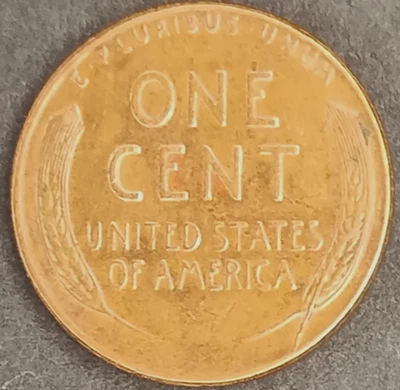 E PLURIBUS UNUM
ONE
CENT
UNITED STATES
OF AMERICA